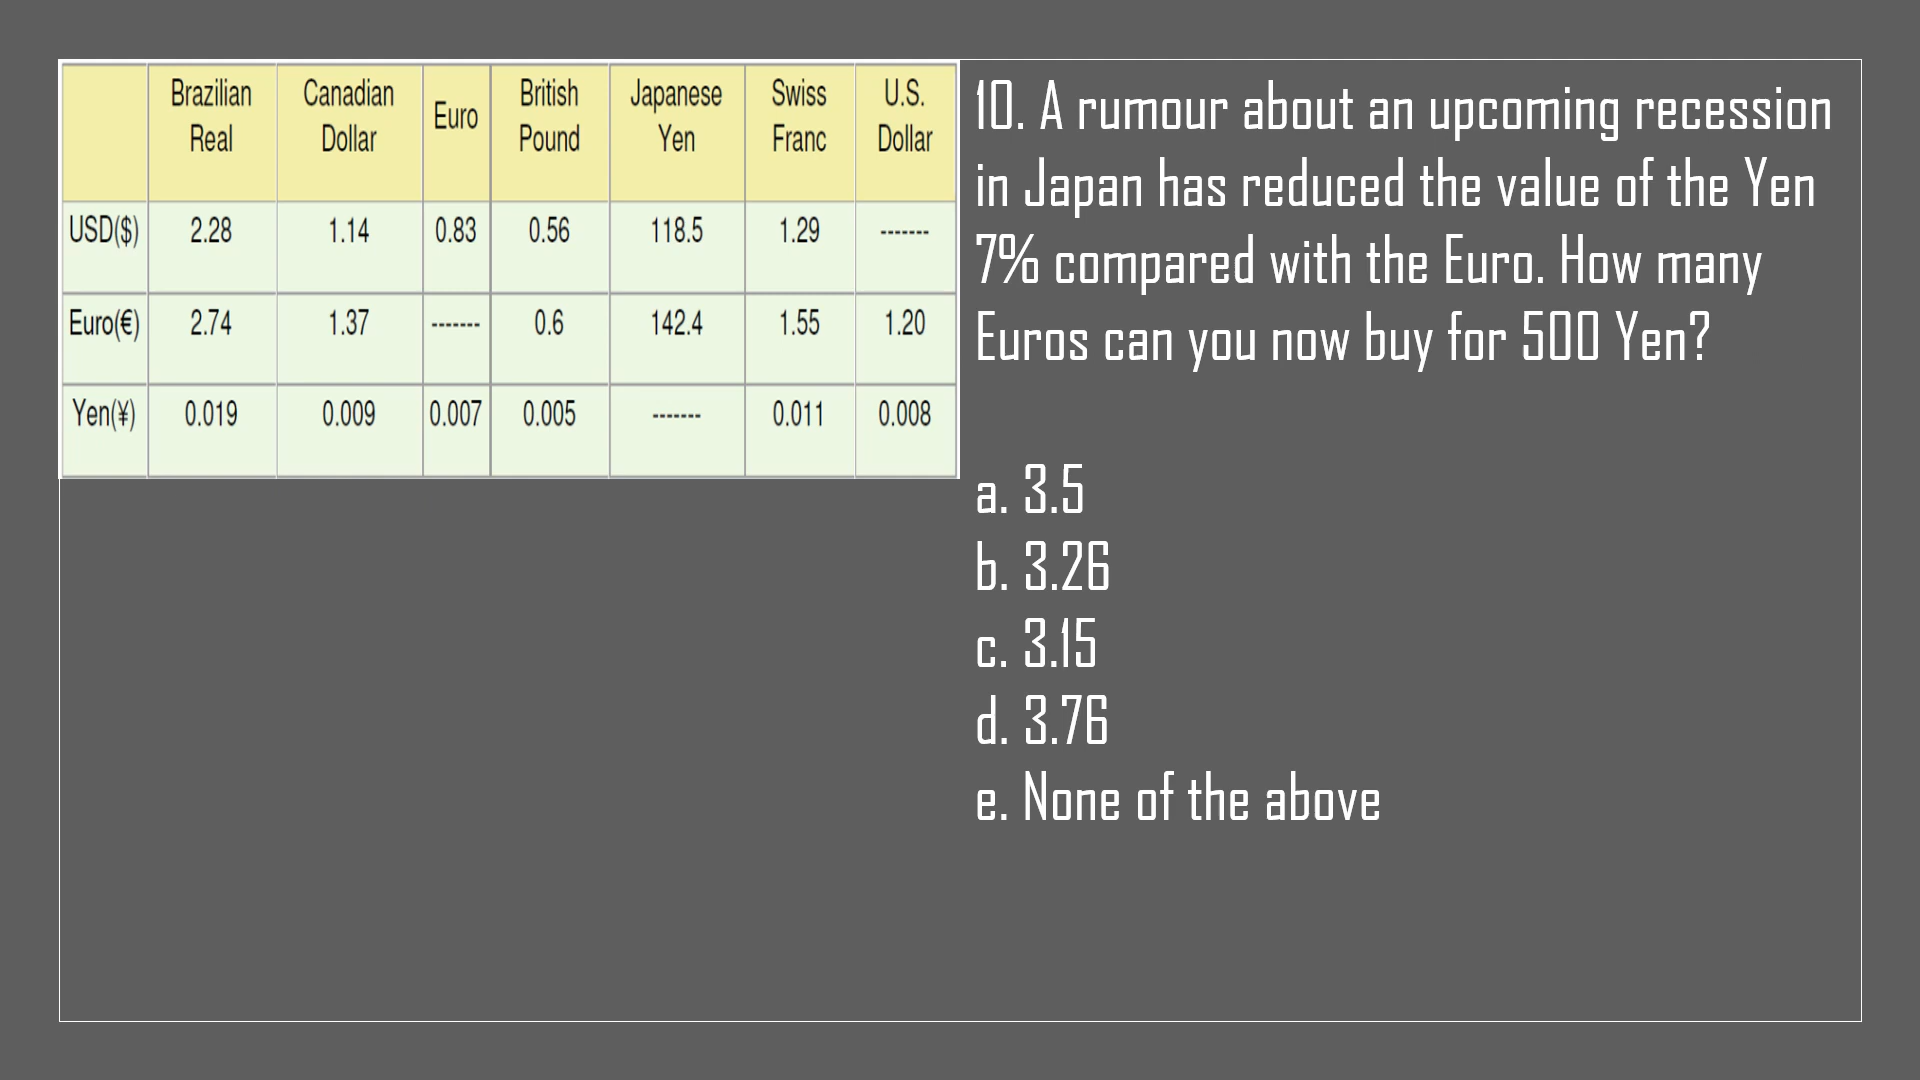 Brazilian Real Canadian Dollar Euro British Pound Japanese Yen Swiss Franc U.S. Dollar
USD($) 2.28 1.14 0.83 0.56 118.5 1.29 -------
Euro(€) 2.74 1.37 ------- 0.6 142.4 1.55 1.20
Yen(¥) 0.019 0.009 0.007 0.005 ------- 0.011 0.008
10. A rumour about an upcoming recession
in Japan has reduced the value of the Yen
7% compared with the Euro. How many
Euros can you now buy for 500 Yen?
a. 3.5
b. 3.26
c. 3.15
d. 3.76
e. None of the above